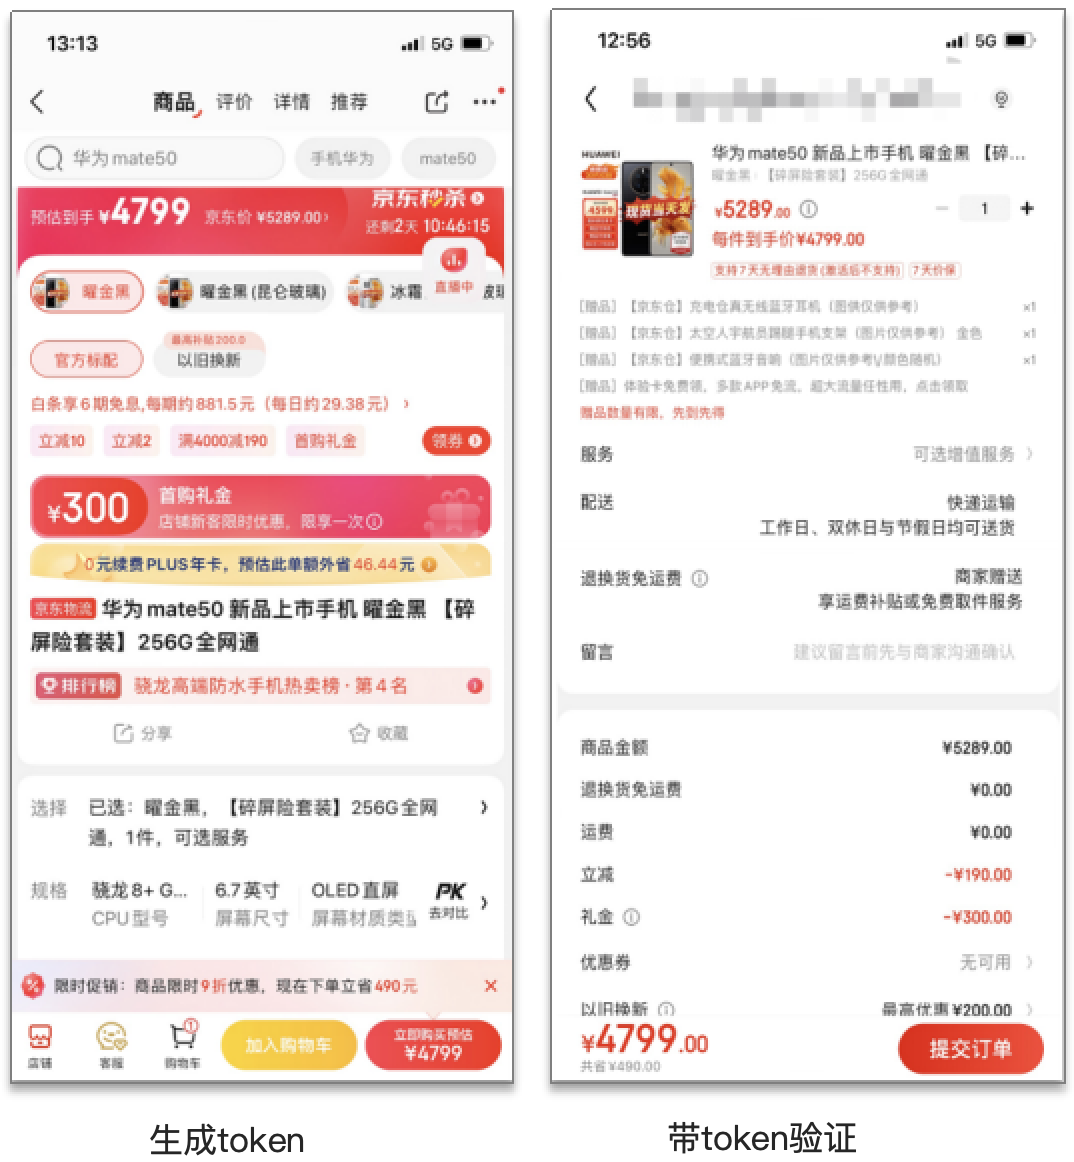 13:13
5G
商品
评价
详情
推荐
华为mate50
手机华为
mate50
预估到手 ¥4799
京东价 ¥5289.00
京东秒杀
还剩2天 10:46:15
直播中
曜金黑
曜金黑(昆仑玻璃)
冰霜
官方标配
最高补贴200.0
以旧换新
白条享6期免息,每期约881.5元（每日约29.38元）
立减10
立减2
满4000减190
首购礼金
领券
¥300
首购礼金
店铺新客限时优惠，限享一次
0元续费PLUS年卡，预估此单额外省46.44元
京东物流 华为mate50 新品上市手机 曜金黑 【碎
屏险套装】256G全网通
排行榜
骁龙高端防水手机热卖榜·第4名
分享
收藏
选择
已选：曜金黑，【碎屏险套装】256G全网
通，1件，可选服务
规格
骁龙8+ G...
6.7英寸
OLED直屏
PK
CPU型号
屏幕尺寸
屏幕材质类
去对比
限时促销：商品限时9折优惠，现在下单立省490元
店铺
客服
1
购物车
加入购物车
立即购买预估
¥4799
生成token
12:56
5G
HUAWEI
4599
现货当天发
华为mate50 新品上市手机 曜金黑 【碎...
曜金黑 【碎屏险套装】256G全网通
¥5289.00
1
每件到手价¥4799.00
支持7天无理由退货(激活后不支持)
7天价保
[赠品] 【京东仓】充电仓真无线蓝牙耳机（图供仅供参考） ×1
[赠品] 【京东仓】太空人宇航员踢腿手机支架（图片仅供参考） 金色 ×1
[赠品] 【京东仓】便携式蓝牙音响（图片仅供参考\/颜色随机） ×1
[赠品] 体验卡免费领，多款APP免流，超大流量任性用，点击领取
赠品数量有限，先到先得
服务
可选增值服务
配送
快递运输
工作日、双休日与节假日均可送货
退换货免运费
商家赠送
享运费补贴或免费取件服务
留言
建议留言前先与商家沟通确认
商品金额
¥5289.00
退换货免运费
¥0.00
运费
¥0.00
立减
-¥190.00
礼金
-¥300.00
优惠券
无可用
以旧换新
最高优惠¥200.00
¥4799.00
共省¥490.00
提交订单
带token验证